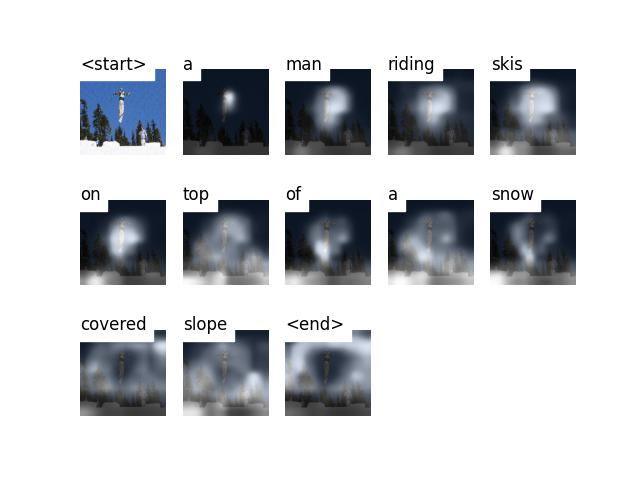 <start> a man riding skis
on top of a snow
covered slope <end>